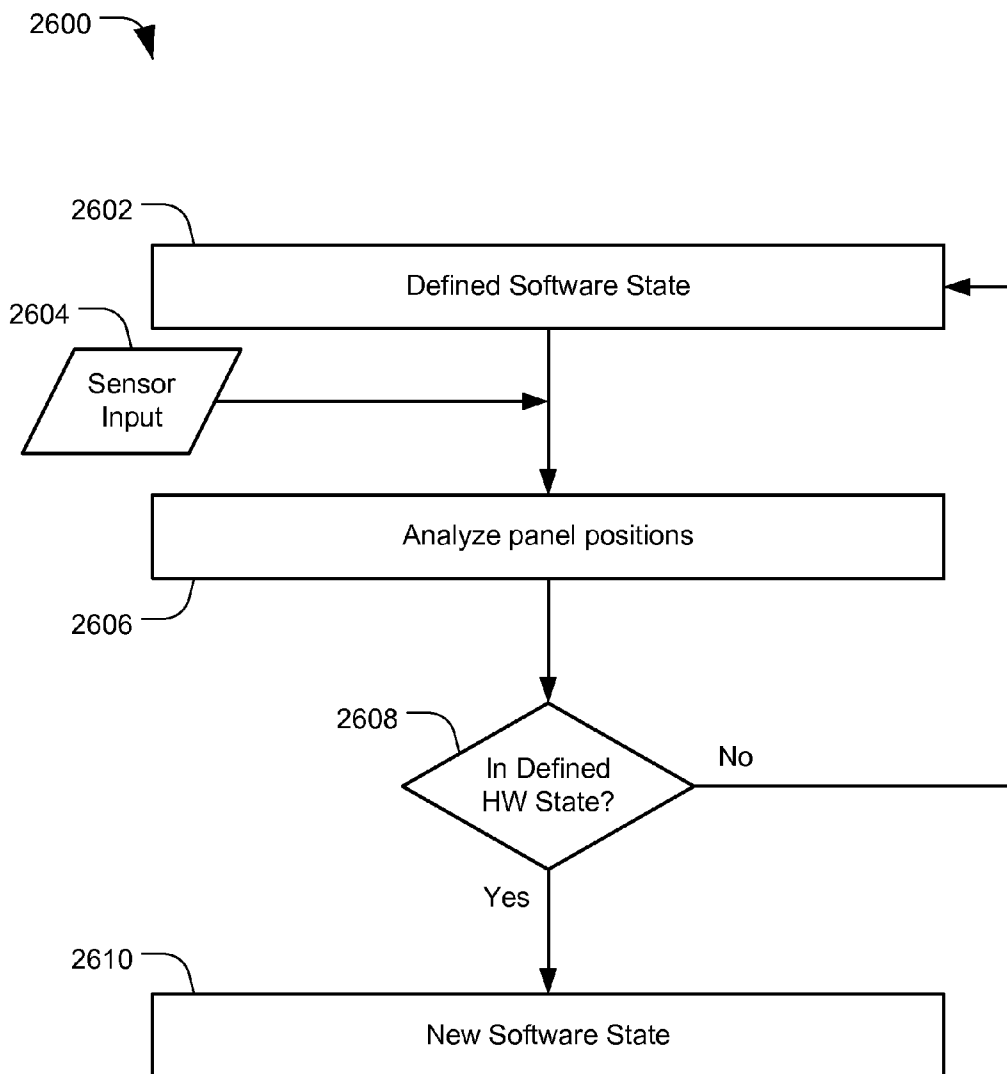 2600
2602
Defined Software State
2604
Sensor
Input
Analyze panel positions
2606
2608
In Defined
HW State?
No
Yes
2610
New Software State